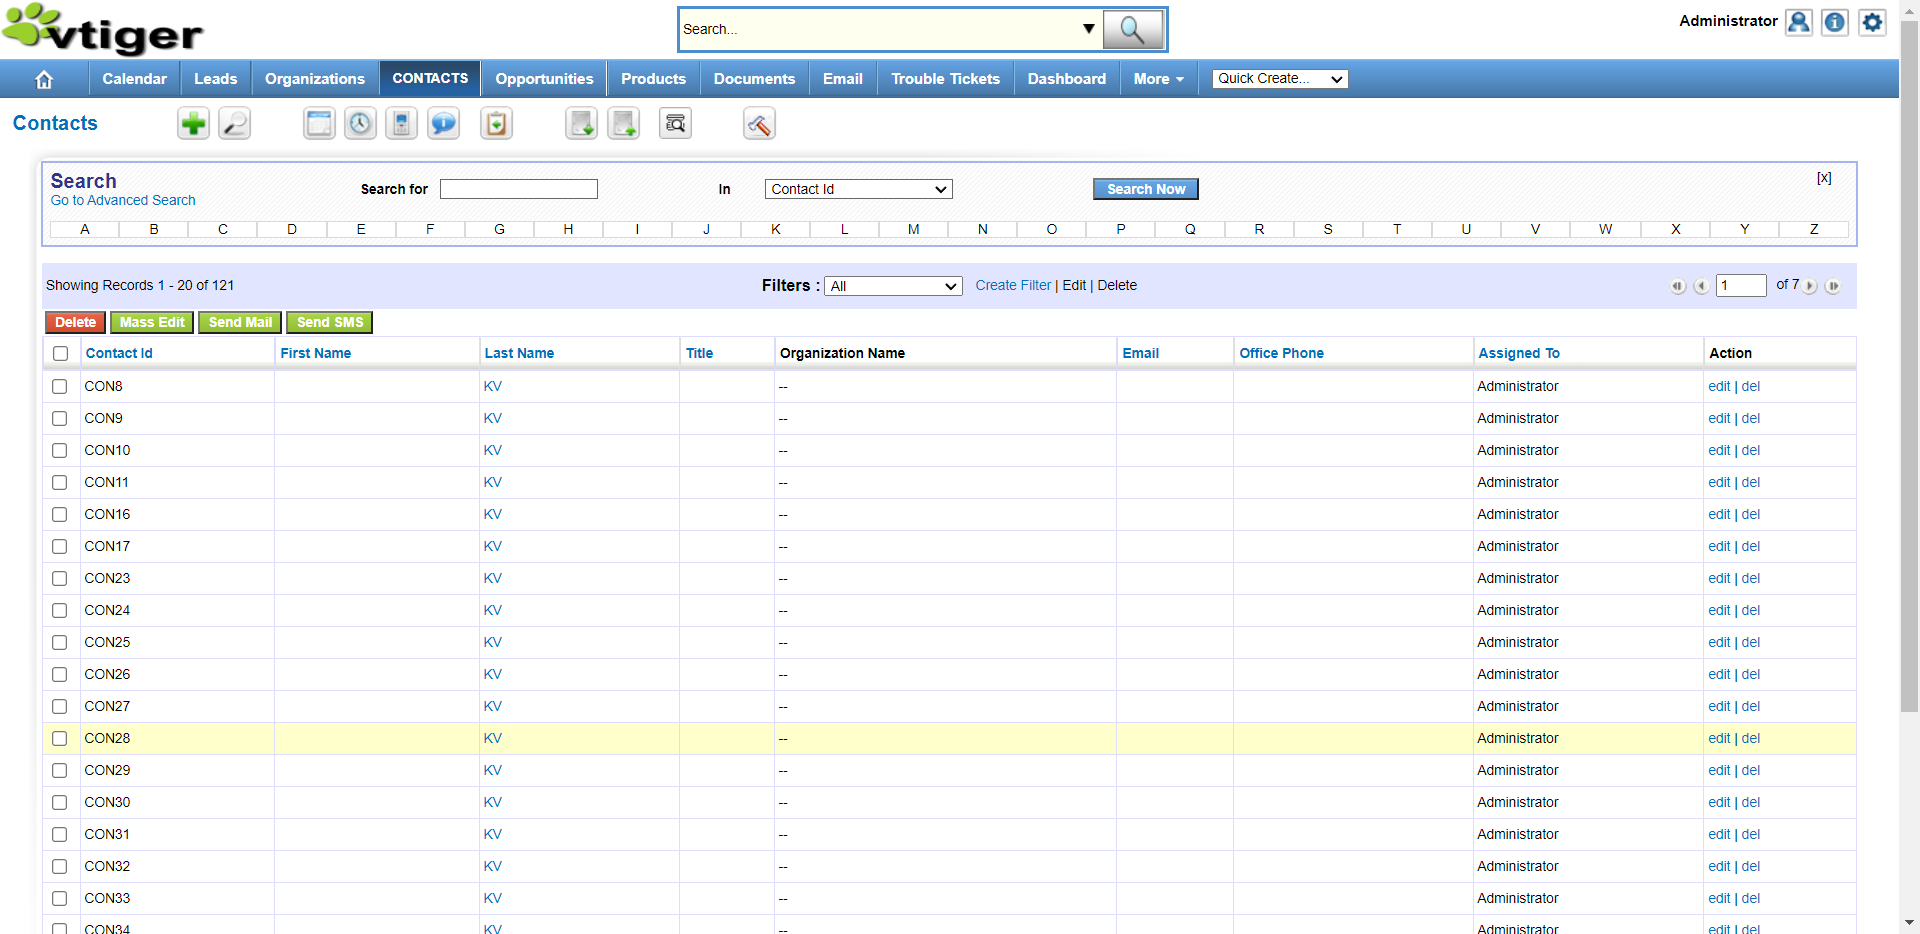 vtiger
Search...
Administrator
Calendar Leads Organizations CONTACTS Opportunities Products Documents Email Trouble Tickets Dashboard More Quick Create...
Contacts
Search
Go to Advanced Search
Search for In Contact Id Search Now [x]
A B C D E F G H I J K L M N O P Q R S T U V W X Y Z
Showing Records 1 - 20 of 121 Filters : All Create Filter | Edit | Delete 1 of 7
Delete Mass Edit Send Mail Send SMS
Contact Id First Name Last Name Title Organization Name Email Office Phone Assigned To Action
CON8 KV -- Administrator edit | del
CON9 KV -- Administrator edit | del
CON10 KV -- Administrator edit | del
CON11 KV -- Administrator edit | del
CON16 KV -- Administrator edit | del
CON17 KV -- Administrator edit | del
CON23 KV -- Administrator edit | del
CON24 KV -- Administrator edit | del
CON25 KV -- Administrator edit | del
CON26 KV -- Administrator edit | del
CON27 KV -- Administrator edit | del
CON28 KV -- Administrator edit | del
CON29 KV -- Administrator edit | del
CON30 KV -- Administrator edit | del
CON31 KV -- Administrator edit | del
CON32 KV -- Administrator edit | del
CON33 KV -- Administrator edit | del
CON34 KV -- Administrator edit | del